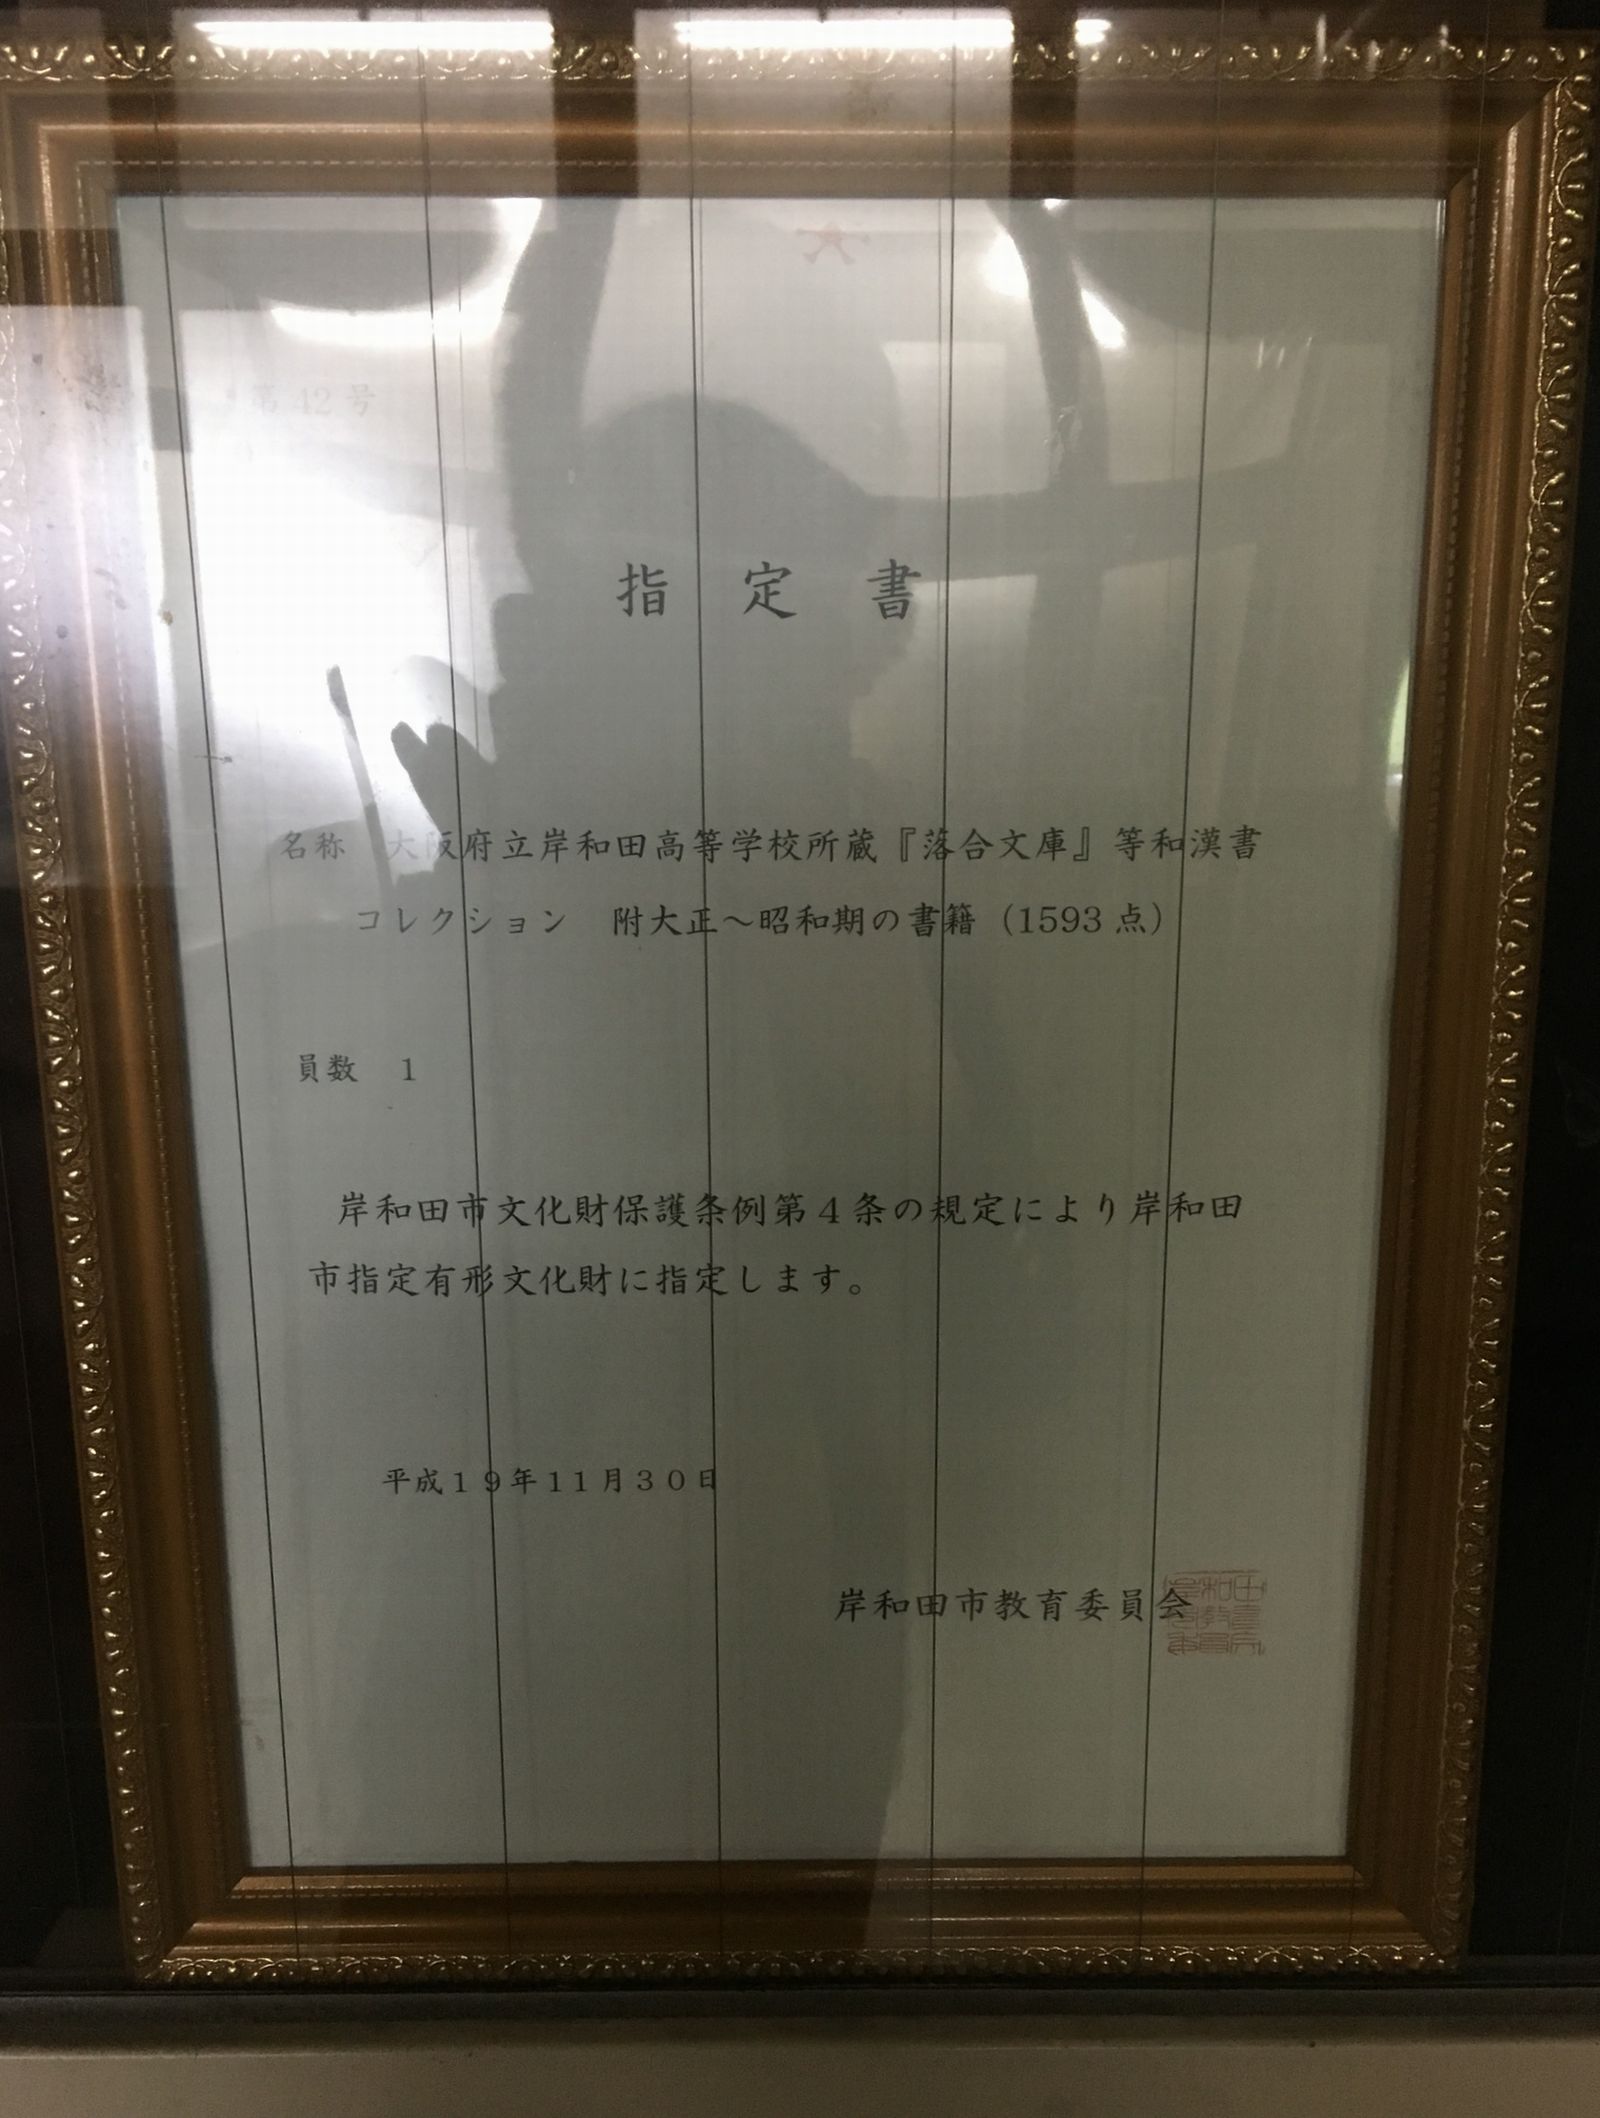 第42号
指定書
名称 大阪府立岸和田高等学校所蔵『落合文庫』等和漢書
コレクション 附大正～昭和期の書籍（1593点）
員数 1
岸和田市文化財保護条例第4条の規定により岸和田
市指定有形文化財に指定します。
平成19年11月30日
岸和田市教育委員会